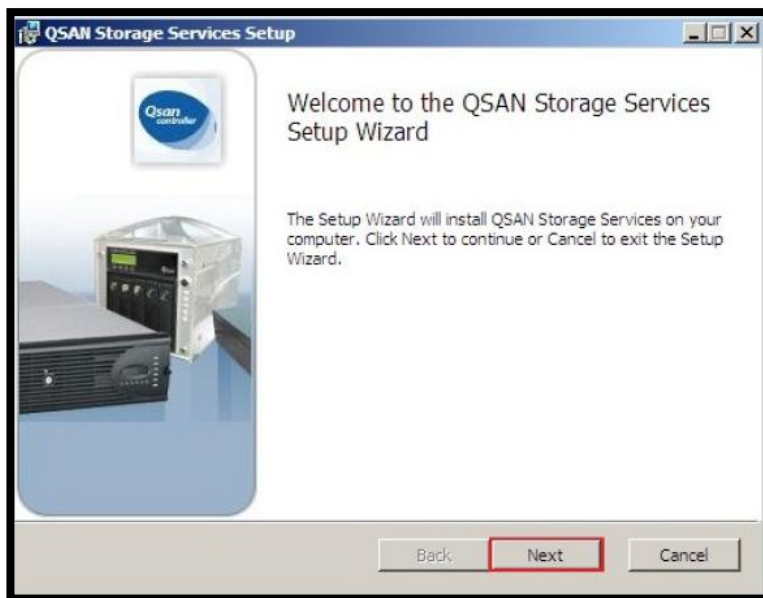 QSAN Storage Services Setup
Qsan
controller
Welcome to the QSAN Storage Services
Setup Wizard
The Setup Wizard will install QSAN Storage Services on your
computer. Click Next to continue or Cancel to exit the Setup
Wizard.
Back
Next
Cancel